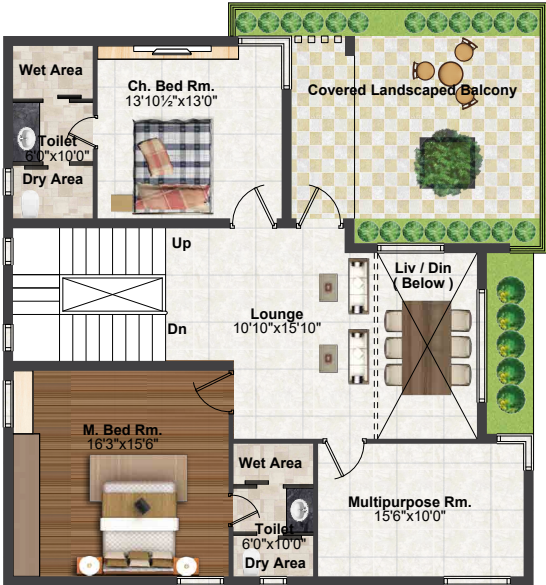 Wet Area
Ch. Bed Rm.
13'10½"x13'0"
Covered Landscaped Balcony
Toilet
6'0"x10'0"
Dry Area
Up
Liv / Din
( Below )
Lounge
10'10"x15'10"
Dn
M. Bed Rm.
16'3"x15'6"
Wet Area
Multipurpose Rm.
15'6"x10'0"
Toilet
6'0"x10'0"
Dry Area